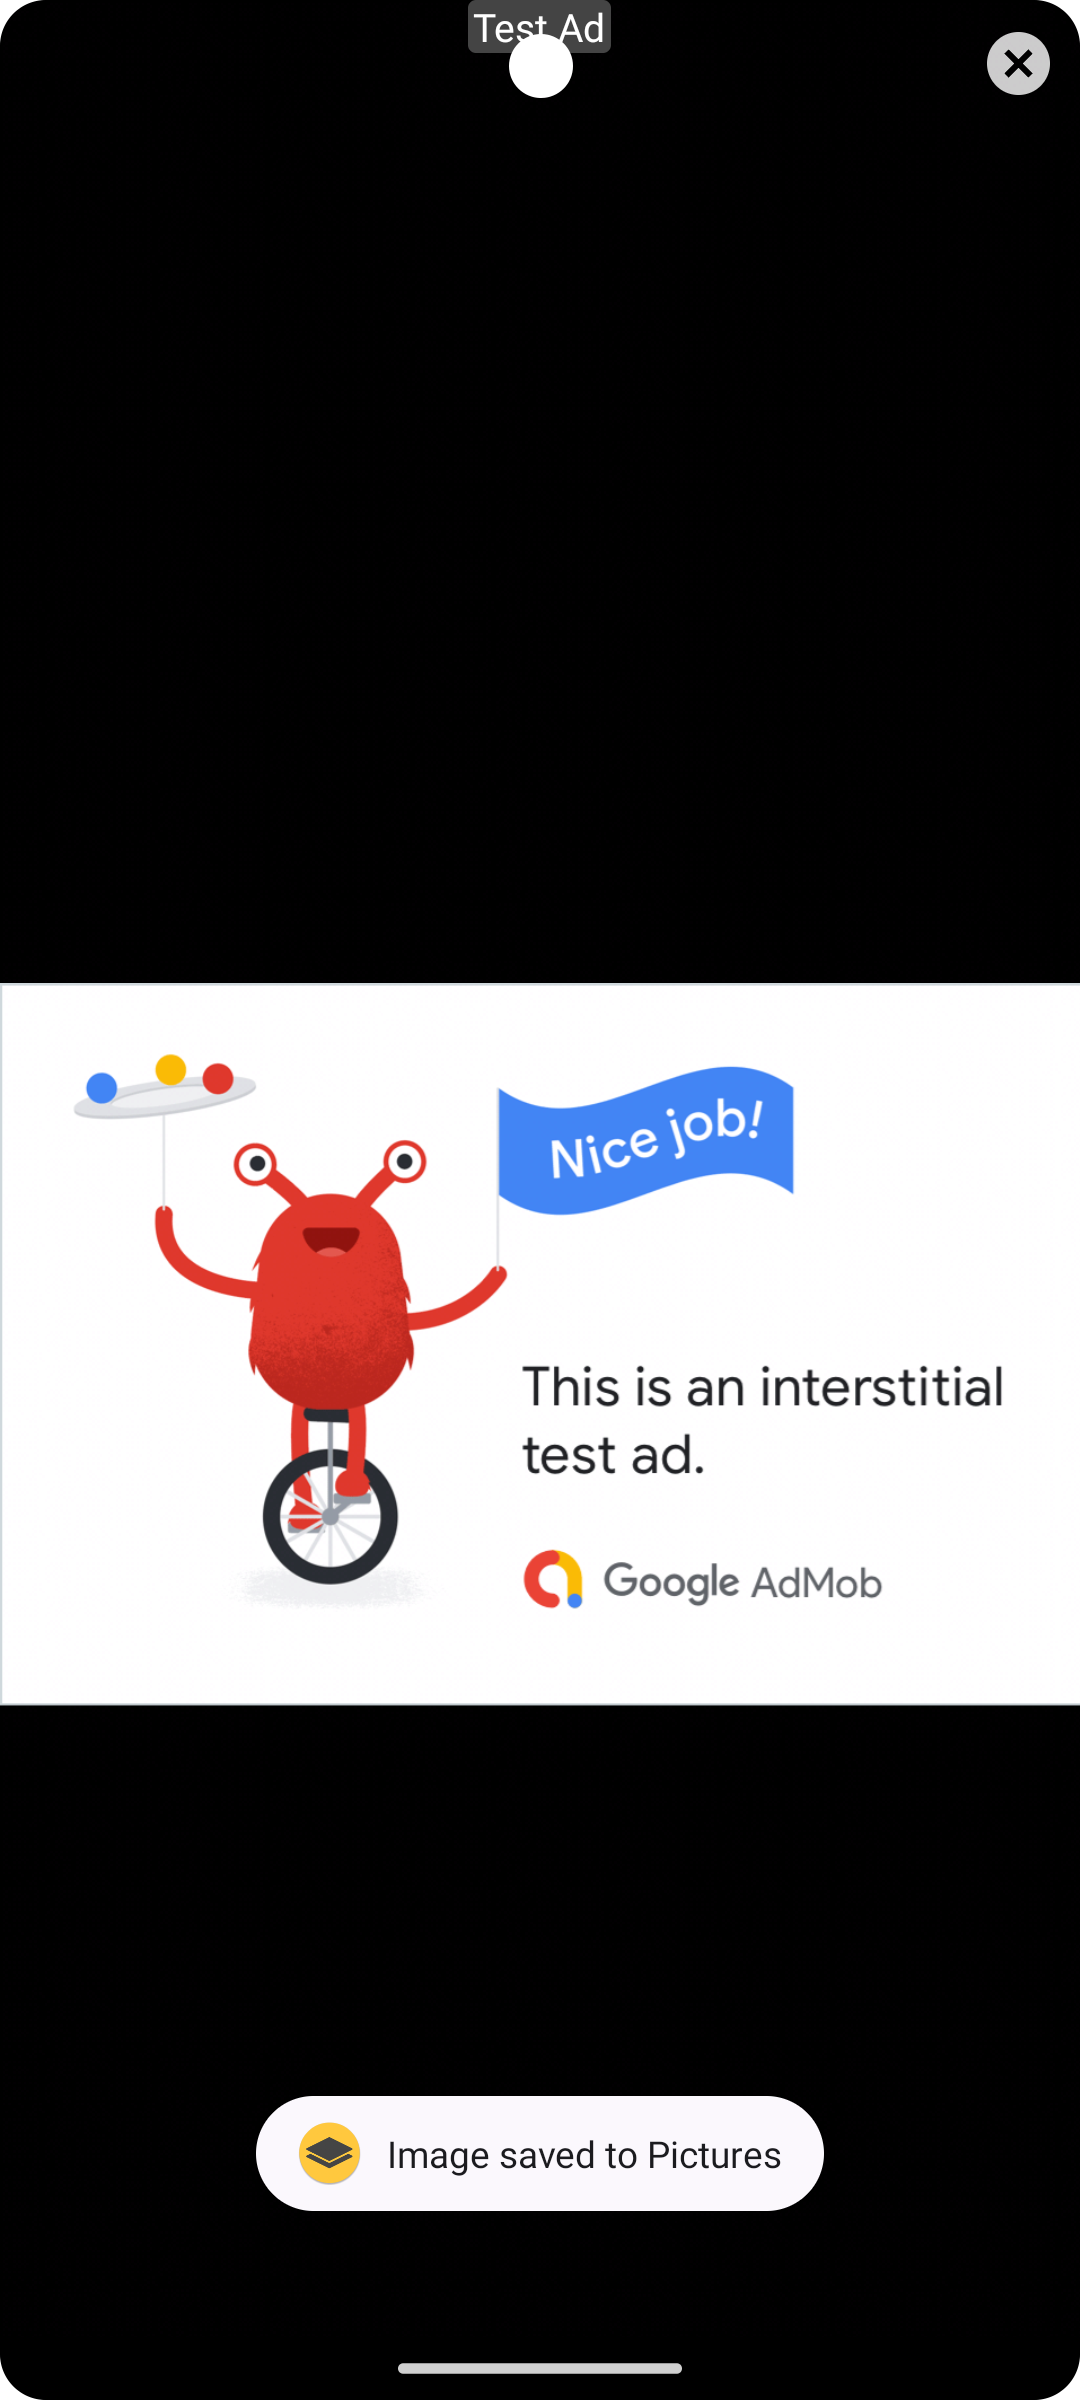 Test Ad
Nice job!
This is an interstitial
test ad.
Google AdMob
Image saved to Pictures